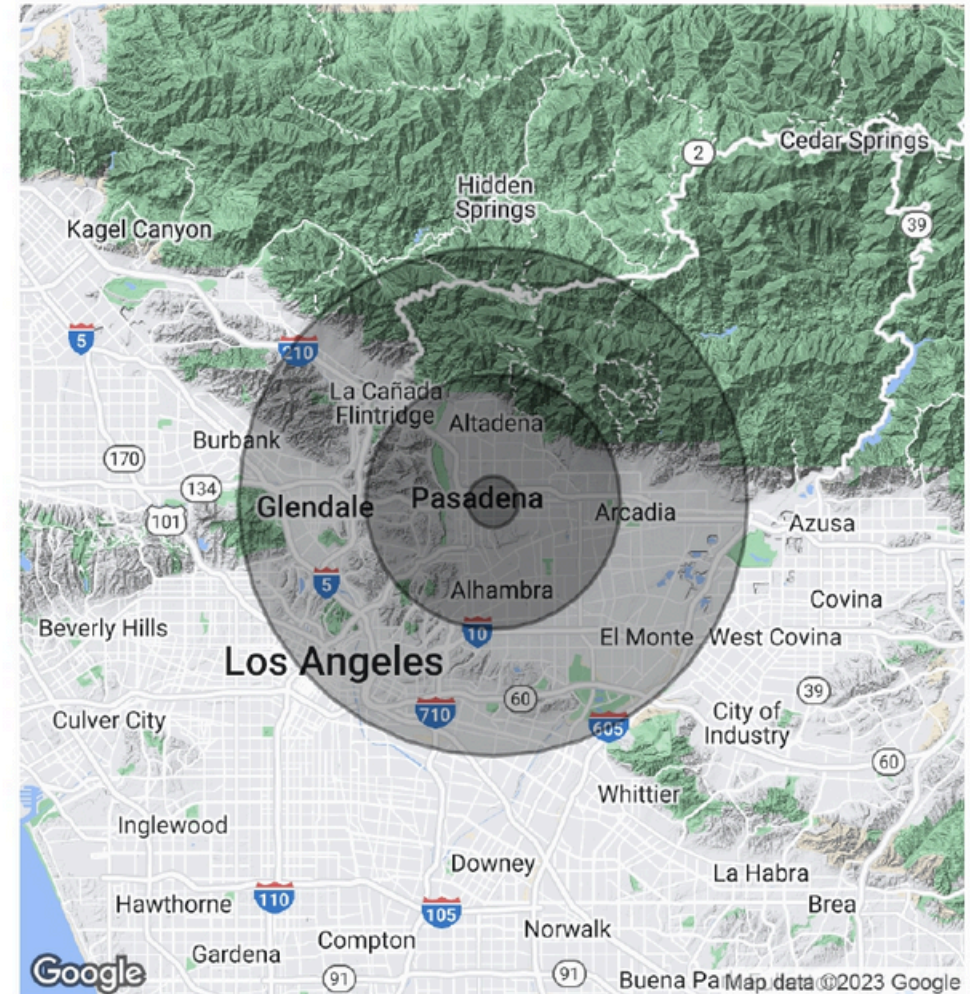 Cedar Springs
2
Hidden
Springs
39
Kagel Canyon
5
210
La Cañada
Flintridge
Altadena
Burbank
170
134
Pasadena
Glendale
Arcadia
101
Azusa
5
Alhambra
Covina
10
Beverly Hills
El Monte
West Covina
Los Angeles
39
60
710
605
Culver City
City of
Industry
60
Whittier
Inglewood
Downey
La Habra
110
Hawthorne
105
Brea
Norwalk
Compton
Gardena
91
91
Google
Buena Pa
Map data ©2023 Google